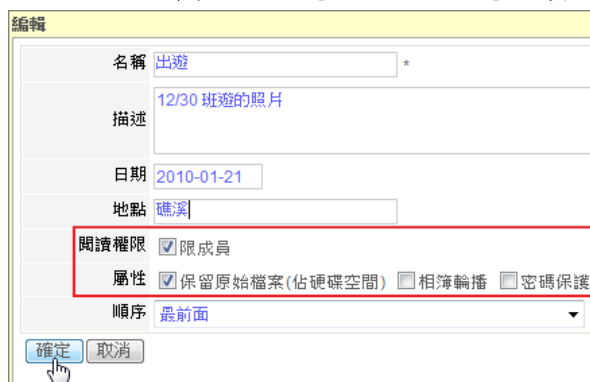 編輯
名稱 出遊 *
描述 12/30 班遊的照片
日期 2010-01-21
地點 礁溪
閱讀權限 限成員
屬性 保留原始檔案(佔硬碟空間) 相簿輪播 密碼保護
順序 最前面
確定 取消